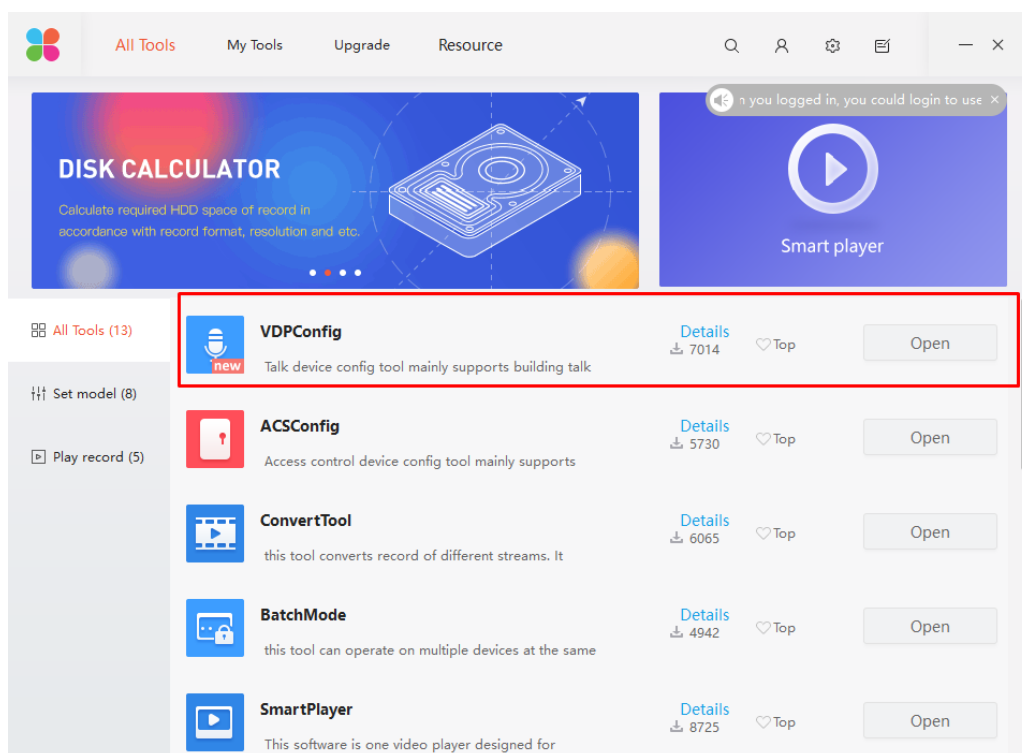 All Tools
My Tools
Upgrade
Resource
n you logged in, you could login to use
DISK CALCULATOR
Calculate required HDD space of record in
accordance with record format, resolution and etc.
Smart player
All Tools (13)
Set model (8)
Play record (5)
new
VDPConfig
Talk device config tool mainly supports building talk
Details
7014
Top
Open
ACSConfig
Access control device config tool mainly supports
Details
5730
Top
Open
ConvertTool
this tool converts record of different streams. It
Details
6065
Top
Open
BatchMode
this tool can operate on multiple devices at the same
Details
4942
Top
Open
SmartPlayer
This software is one video player designed for
Details
8725
Top
Open